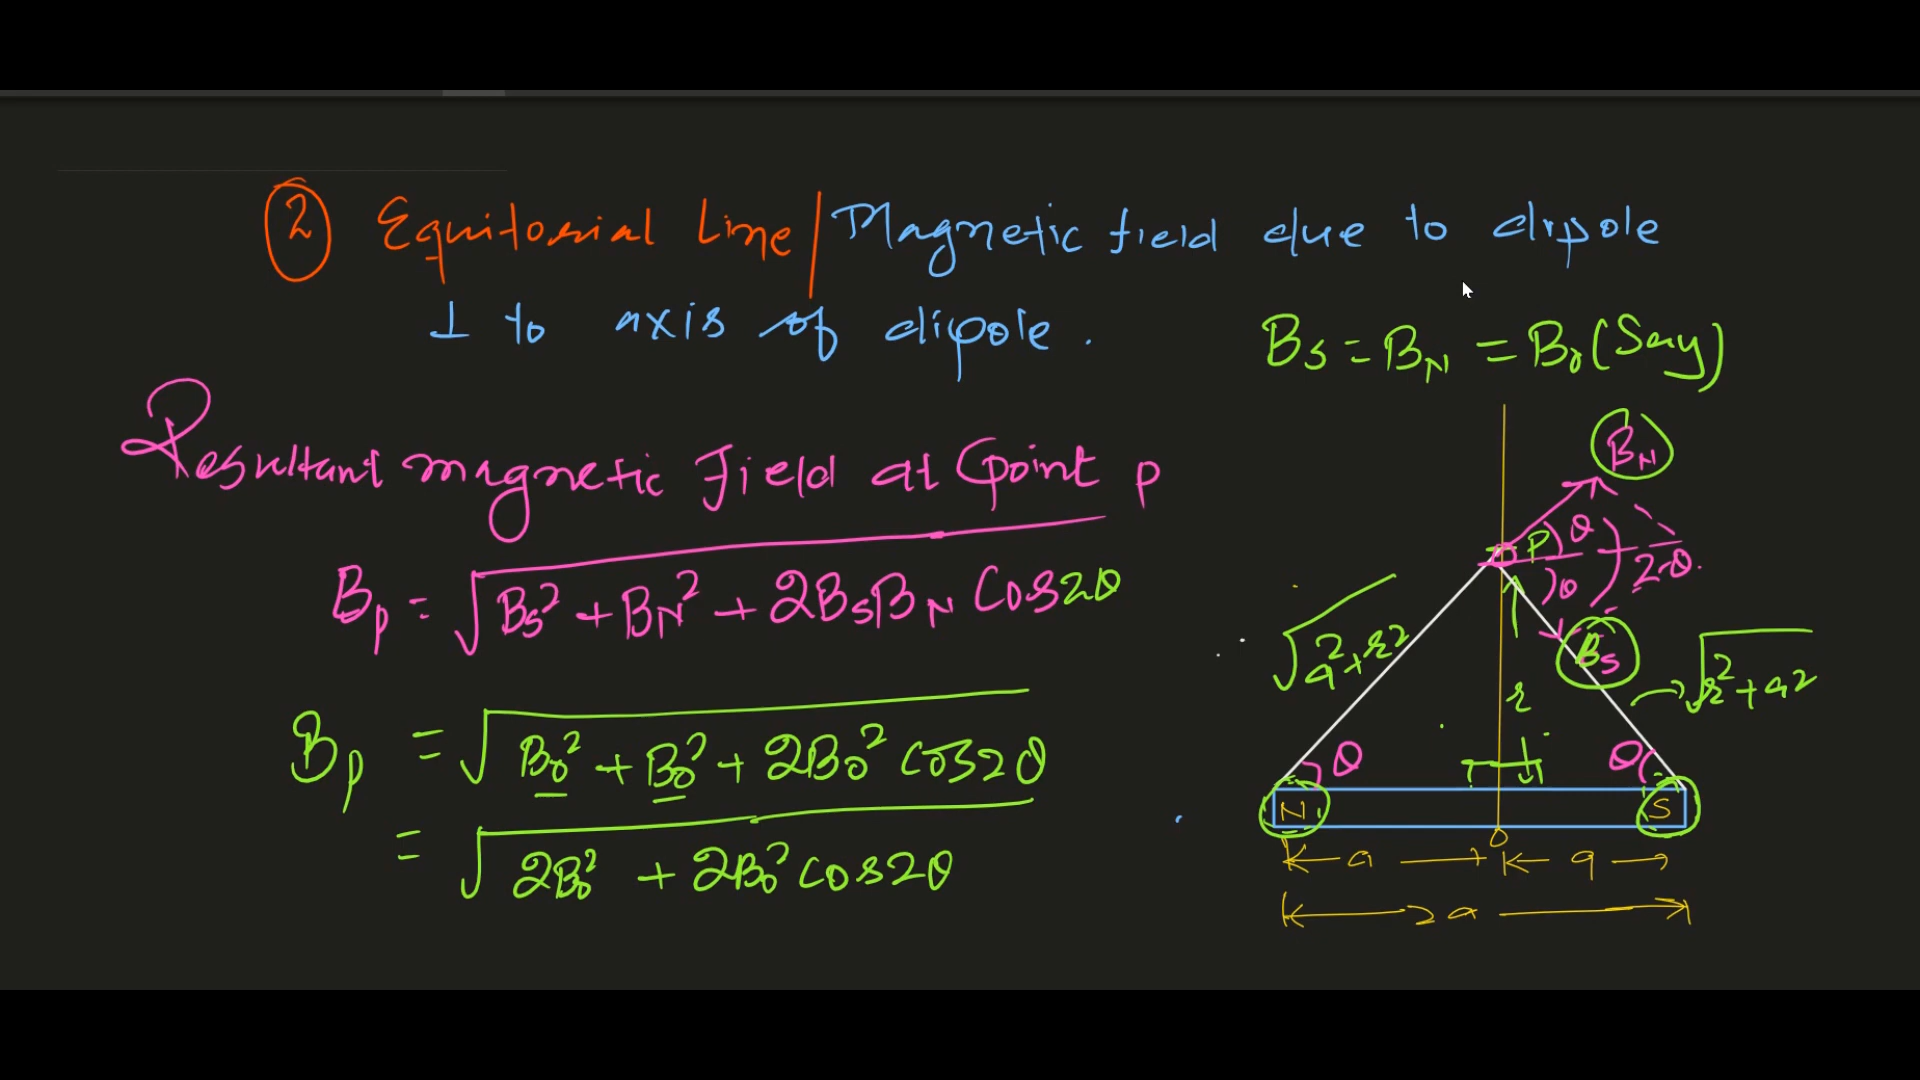 ② Equitorial Line/Magnetic field due to dipole
⊥ to axis of dipole.
Bs = BN = B0 (Say)
Resultant magnetic field at point P
Bp = √(Bs² + BN² + 2BsBN Cos2θ)
Bp = √(B0² + B0² + 2B0² cos2θ)
= √(2B0² + 2B0² cos2θ)
BN
P θ
θ 2θ.
Bs
√(a²+r²)
r
√(r²+a²)
θ θ
N S
O
a a
2a